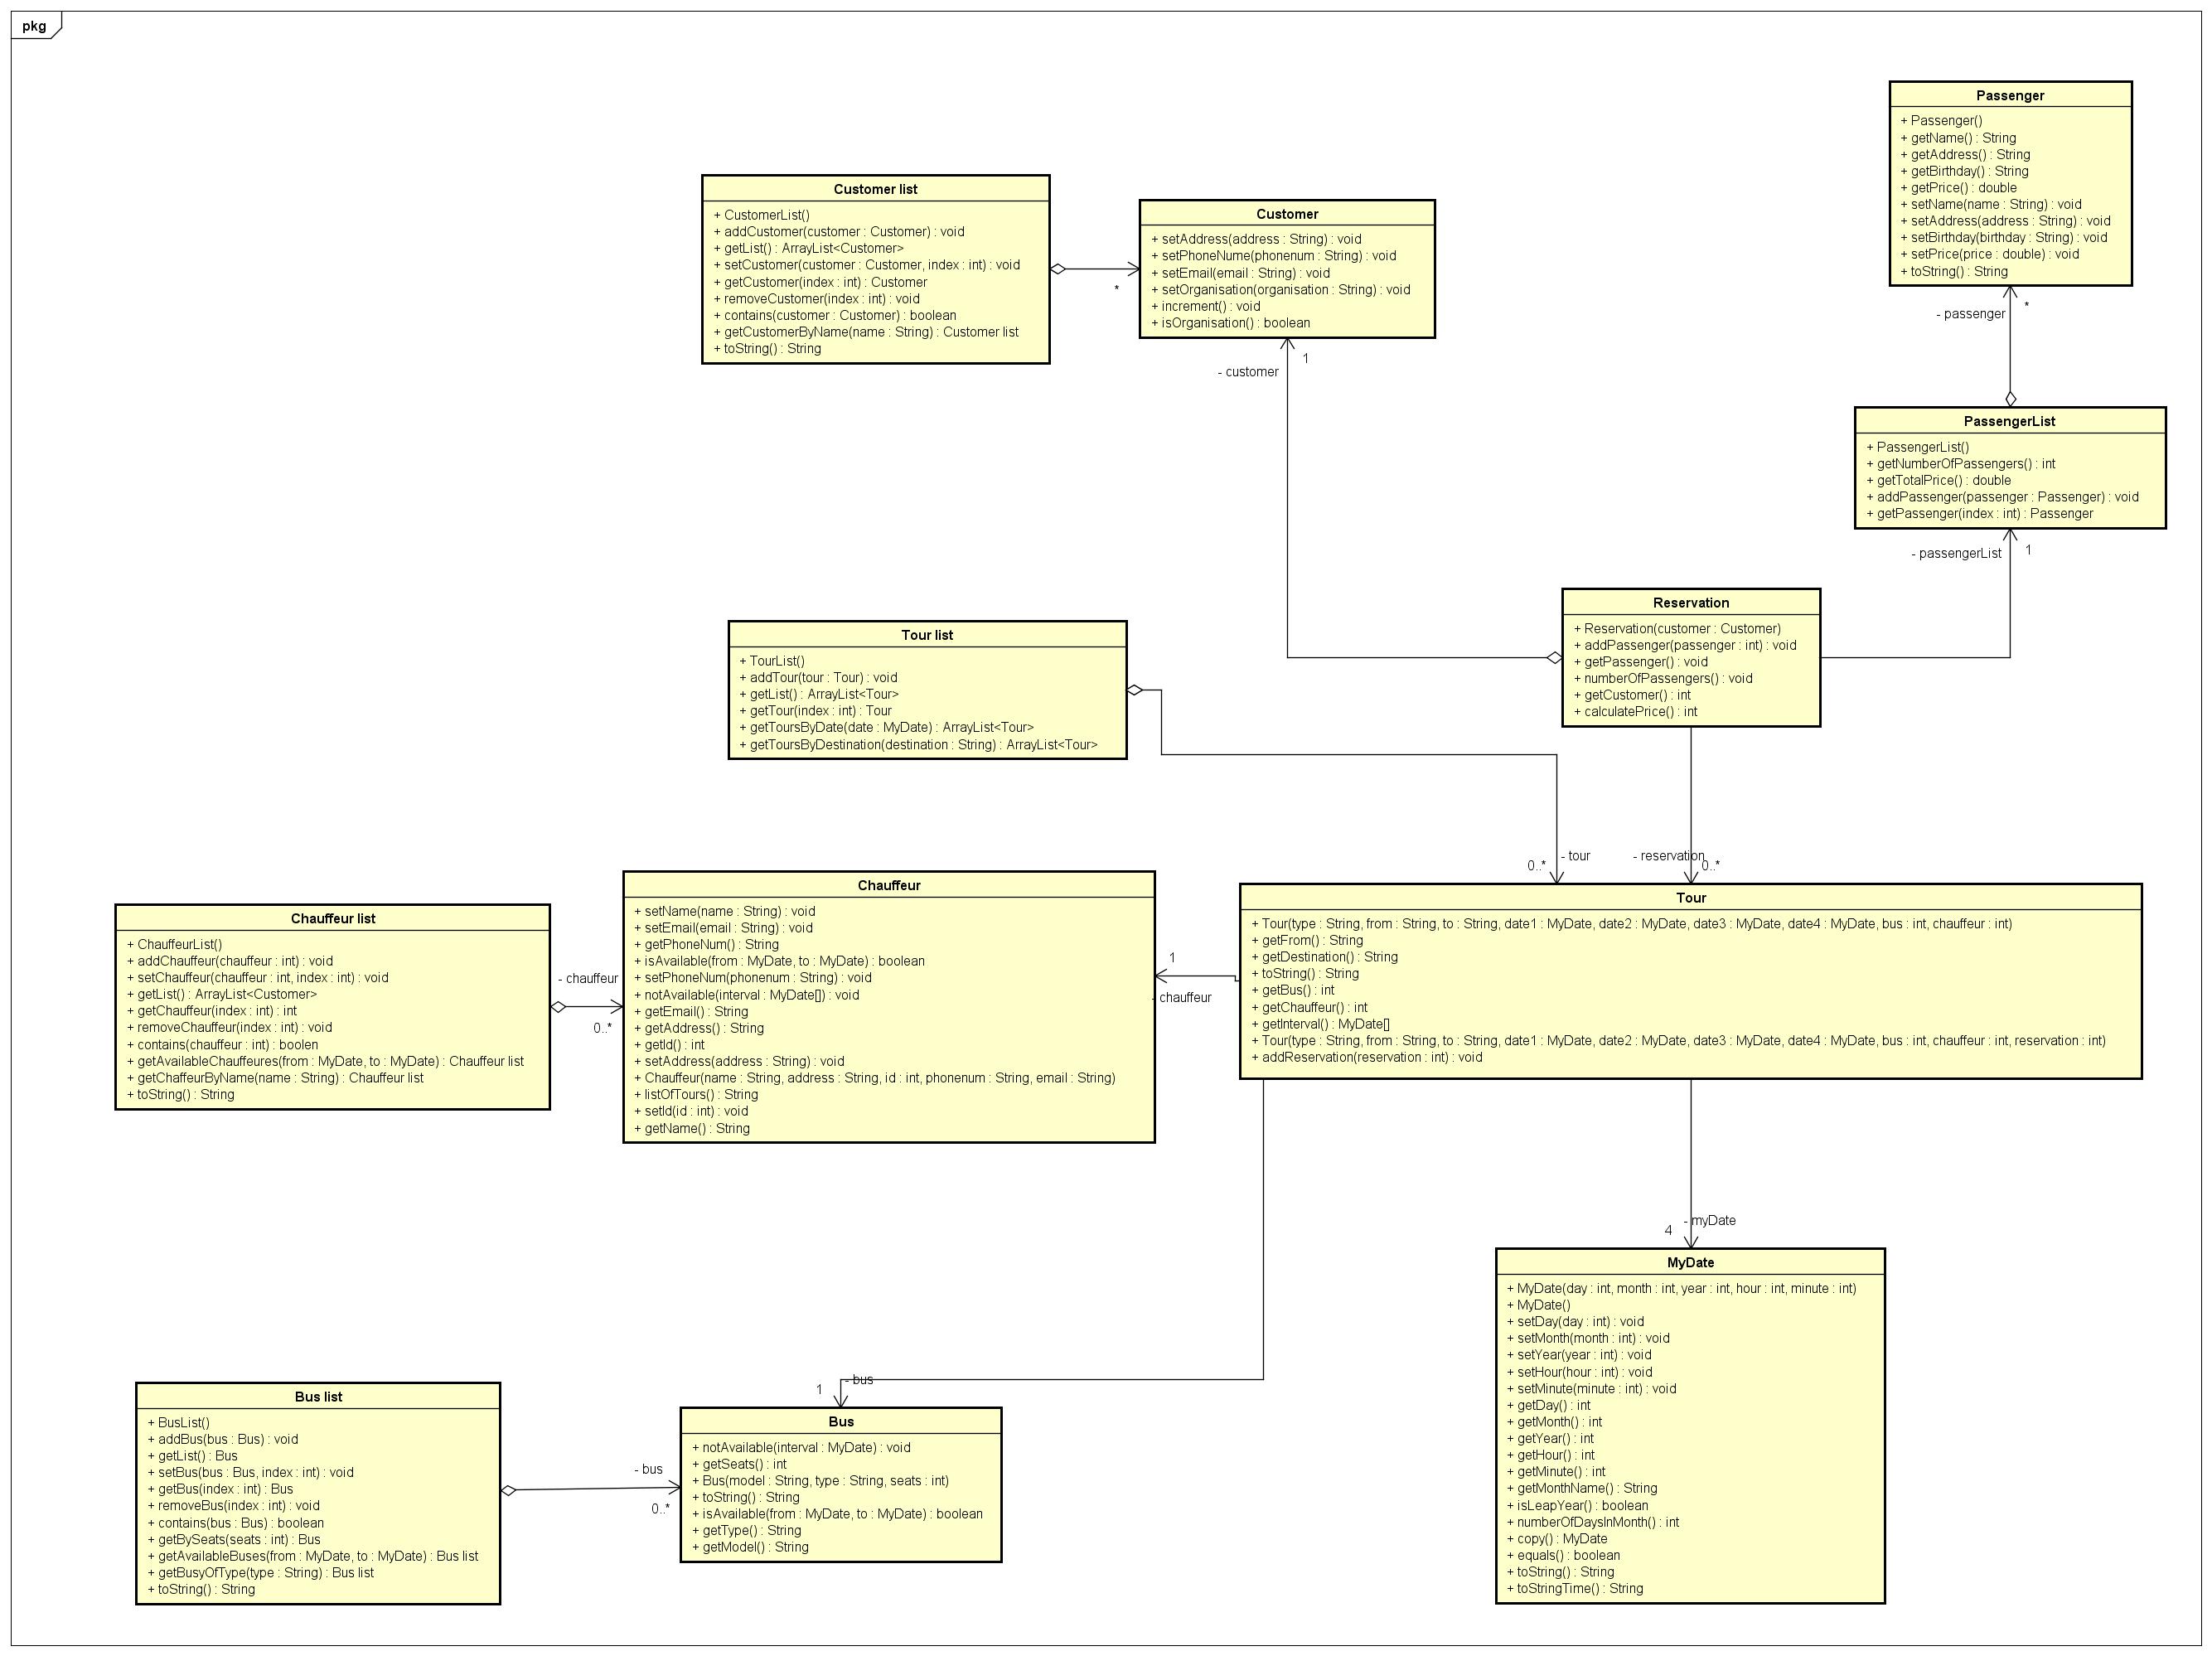 pkg
Passenger
+ Passenger()
+ getName() : String
+ getAddress() : String
+ getBirthday() : String
+ getPrice() : double
+ setName(name : String) : void
+ setAddress(address : String) : void
+ setBirthday(birthday : String) : void
+ setPrice(price : double) : void
+ toString() : String
Customer list
+ CustomerList()
+ addCustomer(customer : Customer) : void
+ getList() : ArrayList<Customer>
+ setCustomer(customer : Customer, index : int) : void
+ getCustomer(index : int) : Customer
+ removeCustomer(index : int) : void
+ contains(customer : Customer) : boolean
+ getCustomerByName(name : String) : Customer list
+ toString() : String
*
Customer
+ setAddress(address : String) : void
+ setPhoneNume(phonenum : String) : void
+ setEmail(email : String) : void
+ setOrganisation(organisation : String) : void
+ increment() : void
+ isOrganisation() : boolean
1
- customer
*
- passenger
PassengerList
+ PassengerList()
+ getNumberOfPassengers() : int
+ getTotalPrice() : double
+ addPassenger(passenger : Passenger) : void
+ getPassenger(index : int) : Passenger
- passengerList
1
Reservation
+ Reservation(customer : Customer)
+ addPassenger(passenger : int) : void
+ getPassenger() : void
+ numberOfPassengers() : void
+ getCustomer() : int
+ calculatePrice() : int
Tour list
+ TourList()
+ addTour(tour : Tour) : void
+ getList() : ArrayList<Tour>
+ getTour(index : int) : Tour
+ getToursByDate(date : MyDate) : ArrayList<Tour>
+ getToursByDestination(destination : String) : ArrayList<Tour>
0..*
- tour
- reservation
0..*
Chauffeur list
+ ChauffeurList()
+ addChauffeur(chauffeur : int) : void
+ setChauffeur(chauffeur : int, index : int) : void
+ getList() : ArrayList<Customer>
+ getChauffeur(index : int) : int
+ removeChauffeur(index : int) : void
+ contains(chauffeur : int) : boolen
+ getAvailableChauffeures(from : MyDate, to : MyDate) : Chauffeur list
+ getChaffeurByName(name : String) : Chauffeur list
+ toString() : String
- chauffeur
0..*
Chauffeur
+ setName(name : String) : void
+ setEmail(email : String) : void
+ getPhoneNum() : String
+ isAvailable(from : MyDate, to : MyDate) : boolean
+ setPhoneNum(phonenum : String) : void
+ notAvailable(interval : MyDate[]) : void
+ getEmail() : String
+ getAddress() : String
+ getId() : int
+ setAddress(address : String) : void
+ Chauffeur(name : String, address : String, id : int, phonenum : String, email : String)
+ listOfTours() : String
+ setId(id : int) : void
+ getName() : String
1
- chauffeur
Tour
+ Tour(type : String, from : String, to : String, date1 : MyDate, date2 : MyDate, date3 : MyDate, date4 : MyDate, bus : int, chauffeur : int)
+ getFrom() : String
+ getDestination() : String
+ toString() : String
+ getBus() : int
+ getChauffeur() : int
+ getInterval() : MyDate[]
+ Tour(type : String, from : String, to : String, date1 : MyDate, date2 : MyDate, date3 : MyDate, date4 : MyDate, bus : int, chauffeur : int, reservation : int)
+ addReservation(reservation : int) : void
- myDate
4
MyDate
+ MyDate(day : int, month : int, year : int, hour : int, minute : int)
+ MyDate()
+ setDay(day : int) : void
+ setMonth(month : int) : void
+ setYear(year : int) : void
+ setHour(hour : int) : void
+ setMinute(minute : int) : void
+ getDay() : int
+ getMonth() : int
+ getYear() : int
+ getHour() : int
+ getMinute() : int
+ getMonthName() : String
+ isLeapYear() : boolean
+ numberOfDaysInMonth() : int
+ copy() : MyDate
+ equals() : boolean
+ toString() : String
+ toStringTime() : String
Bus list
+ BusList()
+ addBus(bus : Bus) : void
+ getList() : Bus
+ setBus(bus : Bus, index : int) : void
+ getBus(index : int) : Bus
+ removeBus(index : int) : void
+ contains(bus : Bus) : boolean
+ getBySeats(seats : int) : Bus
+ getAvailableBuses(from : MyDate, to : MyDate) : Bus list
+ getBusyOfType(type : String) : Bus list
+ toString() : String
- bus
0..*
1
- bus
Bus
+ notAvailable(interval : MyDate) : void
+ getSeats() : int
+ Bus(model : String, type : String, seats : int)
+ toString() : String
+ isAvailable(from : MyDate, to : MyDate) : boolean
+ getType() : String
+ getModel() : String